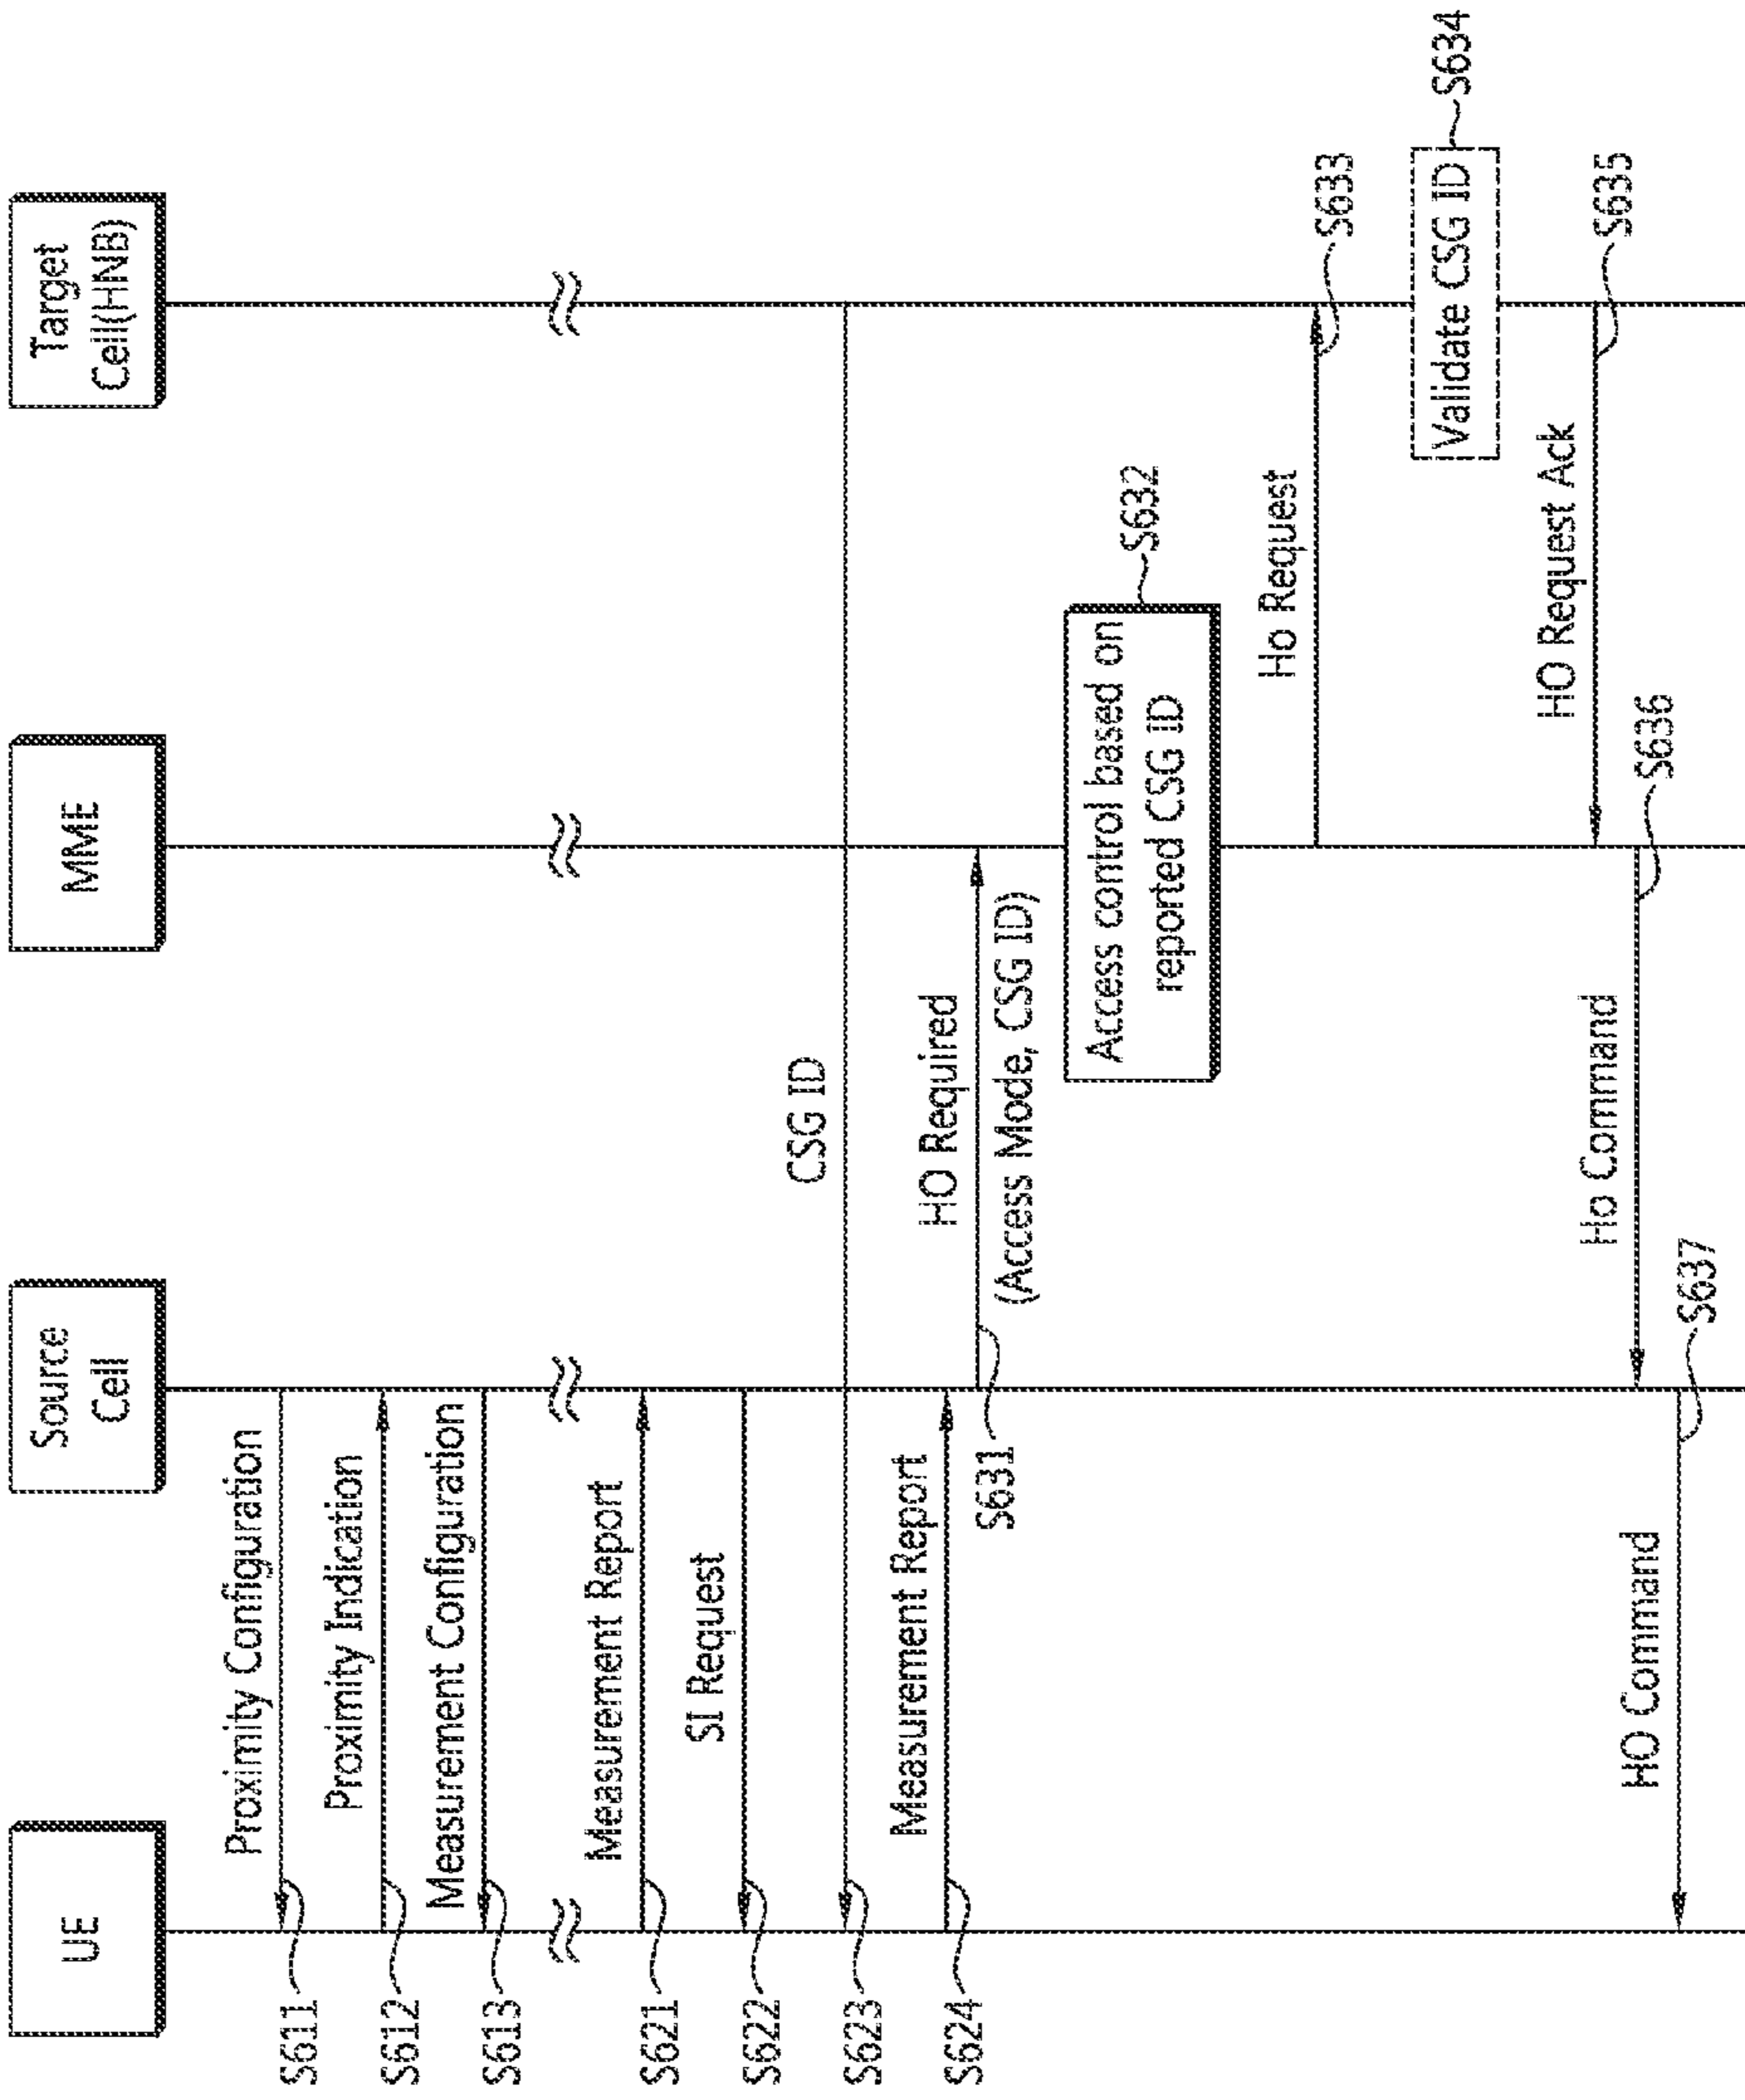 UE
Source
Cell
MME
Target
Cell(HNB)
Proximity Configuration
S611
Proximity Indication
S612
Measurement Configuration
S613
Measurement Report
S621
SI Request
S622
CSG ID
S623
Measurement Report
S624
HO Required
(Access Mode, CSG ID)
S631
Access control based on
reported CSG ID
S632
Ho Request
S633
Validate CSG ID
S634
HO Request Ack
S635
Ho Command
S636
HO Command
S637